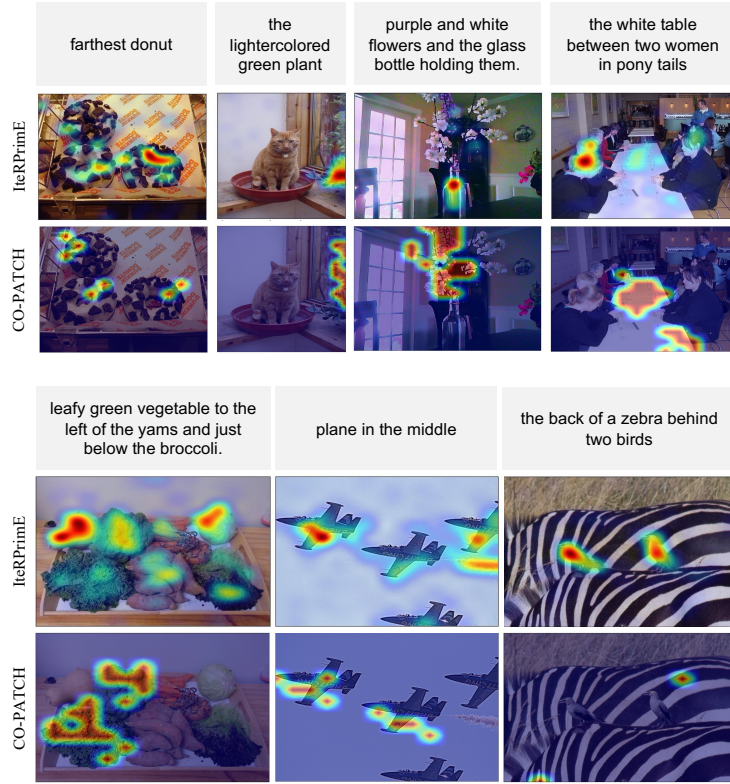 farthest donut
the
lightercolored
green plant
purple and white
flowers and the glass
bottle holding them.
the white table
between two women
in pony tails
IteRPrimE
CO-PATCH
leafy green vegetable to the
left of the yams and just
below the broccoli.
plane in the middle
the back of a zebra behind
two birds
IteRPrimE
CO-PATCH